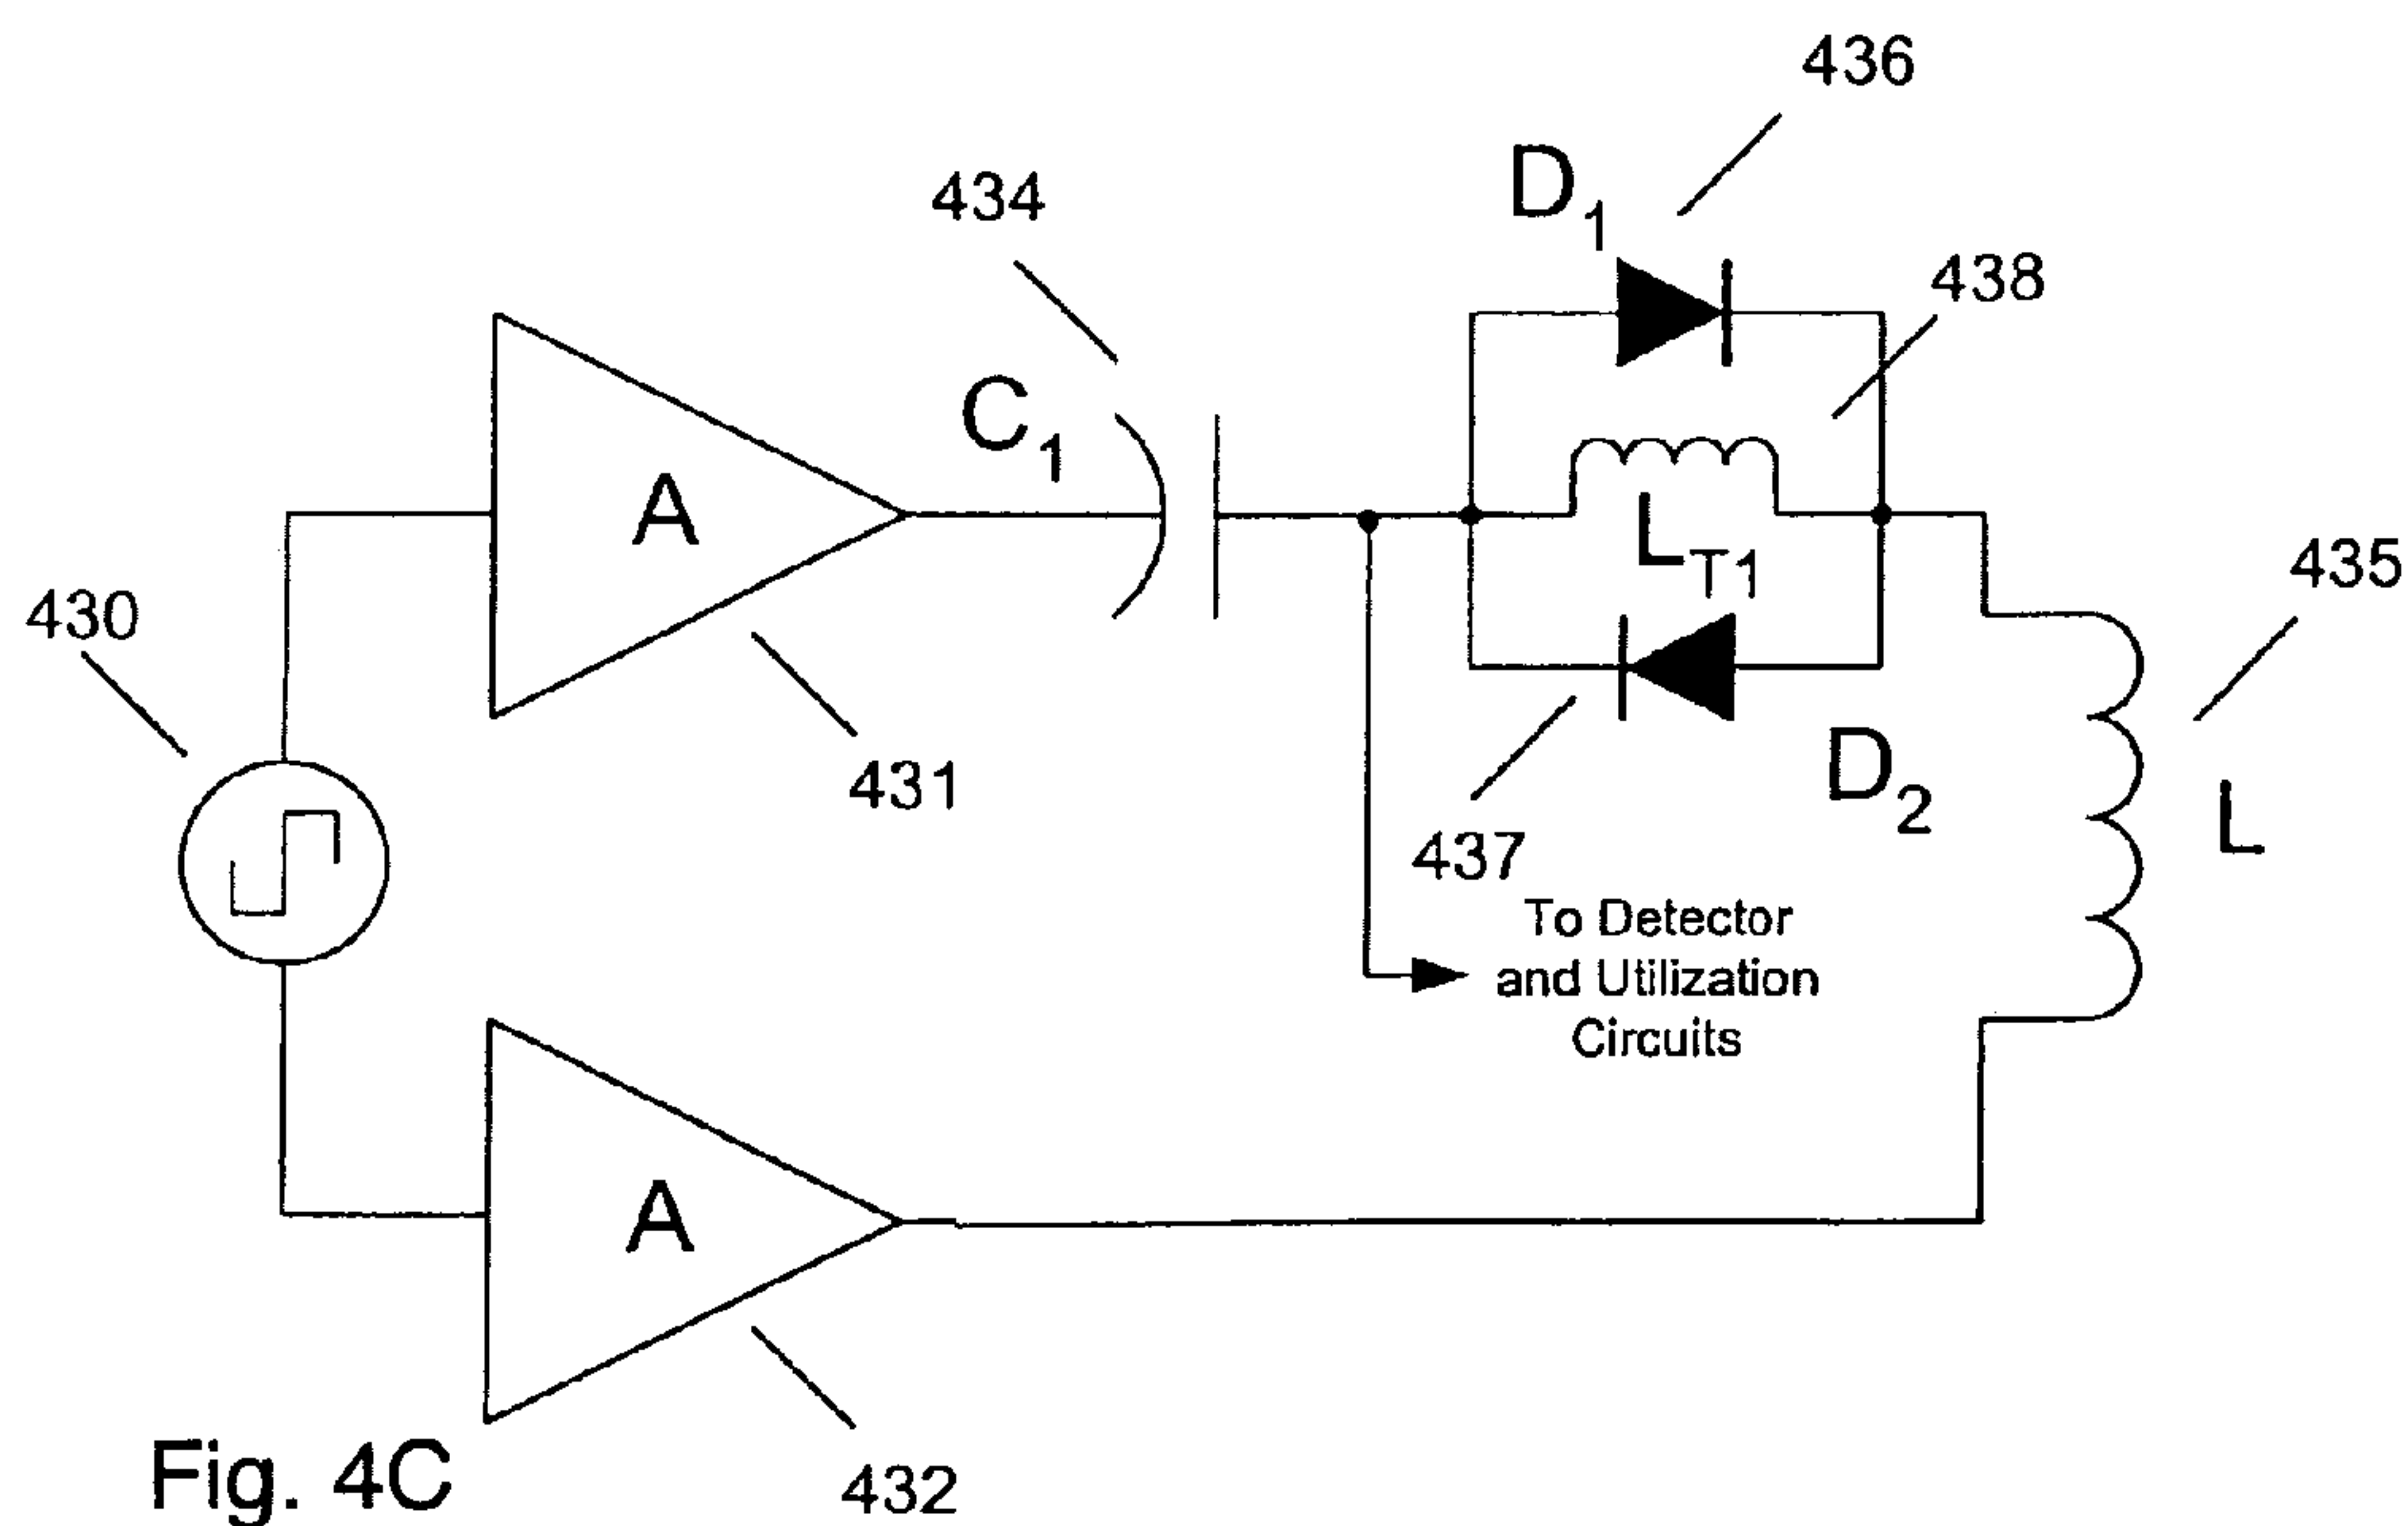 436
D1
434
438
C1
A
LT1
435
430
431
D2
L
437
To Detector
and Utilization
Circuits
A
Fig. 4C
432